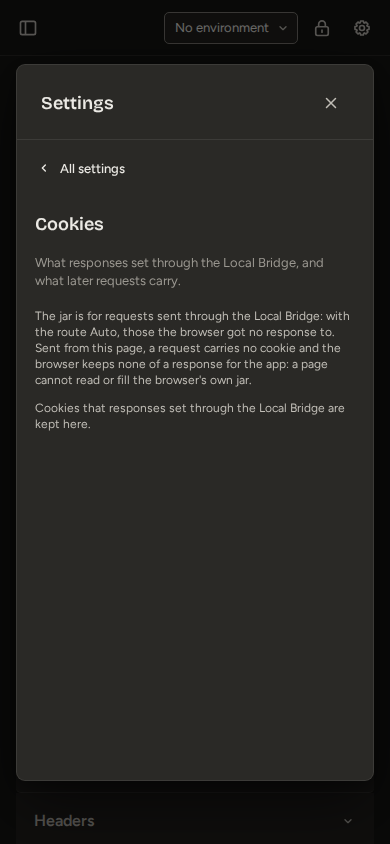 No environment
Settings
All settings
Cookies
What responses set through the Local Bridge, and
what later requests carry.
The jar is for requests sent through the Local Bridge: with
the route Auto, those the browser got no response to.
Sent from this page, a request carries no cookie and the
browser keeps none of a response for the app: a page
cannot read or fill the browser's own jar.
Cookies that responses set through the Local Bridge are
kept here.
Headers